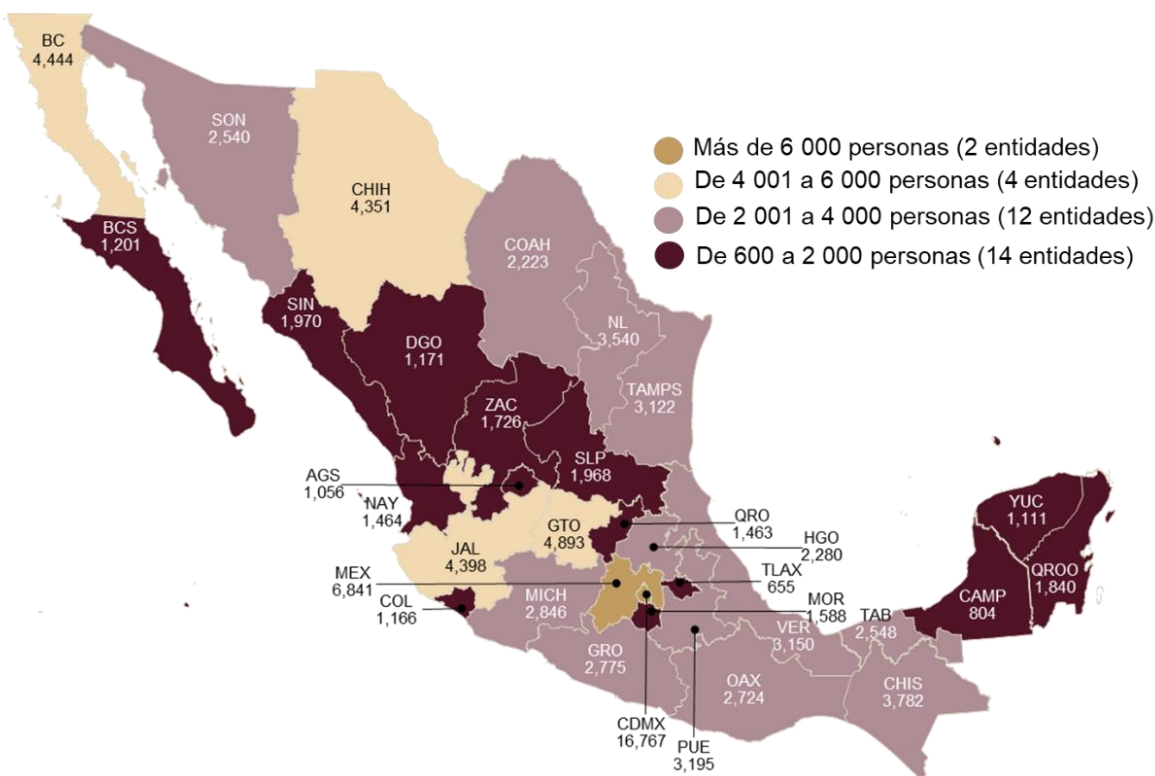 BC
4,444
SON
2,540
CHIH
4,351
Más de 6 000 personas (2 entidades)
De 4 001 a 6 000 personas (4 entidades)
De 2 001 a 4 000 personas (12 entidades)
De 600 a 2 000 personas (14 entidades)
BCS
1,201
COAH
2,223
SIN
1,970
NL
3,540
DGO
1,171
TAMPS
3,122
ZAC
1,726
SLP
1,968
AGS
1,056
NAY
1,464
YUC
1,111
QRO
1,463
GTO
4,893
HGO
2,280
JAL
4,398
QROO
1,840
MEX
6,841
TLAX
655
MICH
2,846
CAMP
804
COL
1,166
MOR
1,588
TAB
2,548
VER
3,150
GRO
2,775
OAX
2,724
CHIS
3,782
CDMX
16,767
PUE
3,195